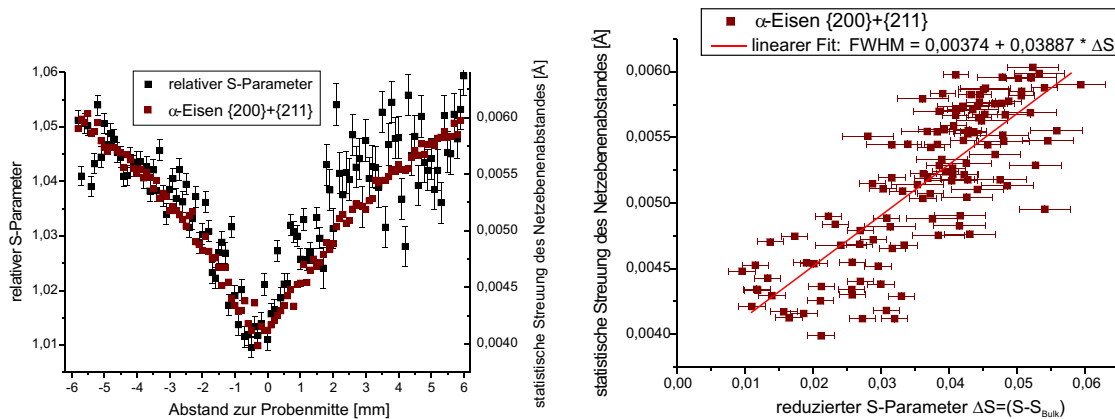 relativer S-Parameter
α-Eisen {200}+{211}
1,06
1,05
1,04
1,03
1,02
1,01
relativer S-Parameter
0,0060
0,0055
0,0050
0,0045
0,0040
statistische Streuung des Netzebenenabstandes [Å]
-6 -5 -4 -3 -2 -1 0 1 2 3 4 5 6
Abstand zur Probenmitte [mm]
α-Eisen {200}+{211}
linearer Fit: FWHM = 0,00374 + 0,03887 * ΔS
0,0060
0,0055
0,0050
0,0045
0,0040
statistische Streuung des Netzebenenabstandes [Å]
0,00 0,01 0,02 0,03 0,04 0,05 0,06
reduzierter S-Parameter ΔS=(S-S_Bulk)